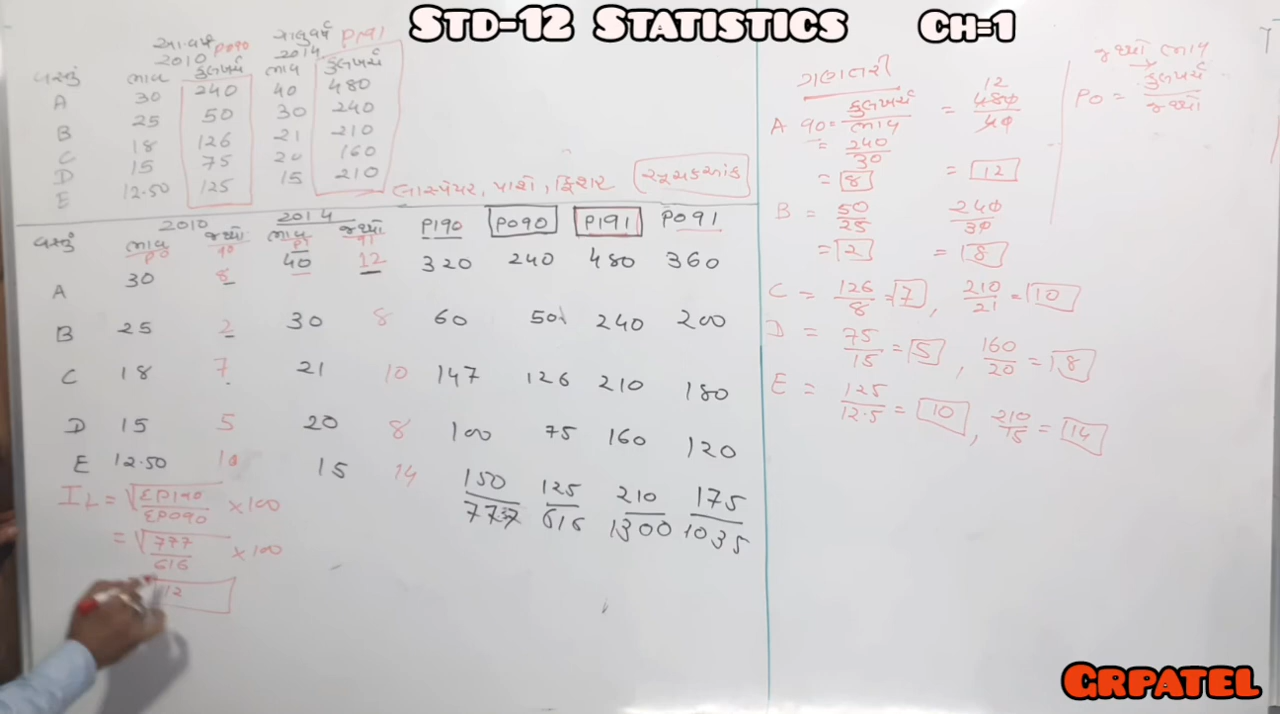 STD-12 STATISTICS CH=1
આ.વર્ષ P0q0 ચાલુવર્ષ P1q1
2010 2014
વસ્તુ ભાવ કુલખર્ચ ભાવ કુલખર્ચ
A 30 240 40 480
B 25 50 30 240
C 18 126 21 210
D 15 75 20 160
E 12.50 125 15 210
લાસ્પેયર, પાશે, ફિશર સૂચકઆંક
2010 2014
વસ્તુ ભાવ જથ્થો ભાવ જથ્થો P1q0 P0q0 P1q1 P0q1
P0 q0 P1 q1
A 30 8 40 12 320 240 480 360
B 25 2 30 8 60 50 240 200
C 18 7 21 10 147 126 210 180
D 15 5 20 8 100 75 160 120
E 12.50 10 15 14 150 125 210 175
777 616 1300 1035
IL = √ΣP1q0/ΣP0q0 × 100
= √777/616 × 100
ગણતરી
A q0 = કુલખર્ચ/ભાવ = 480/40 12
= 240/30
= 8 = 12
B = 50/25 240/30
= 2 = 8
C = 126/8 = 7 , 210/21 = 10
D = 75/15 = 5 , 160/20 = 8
E = 125/12.5 = 10 , 210/15 = 14
જથ્થો ભાવ
P0 = કુલખર્ચ/જથ્થો
GRPATEL